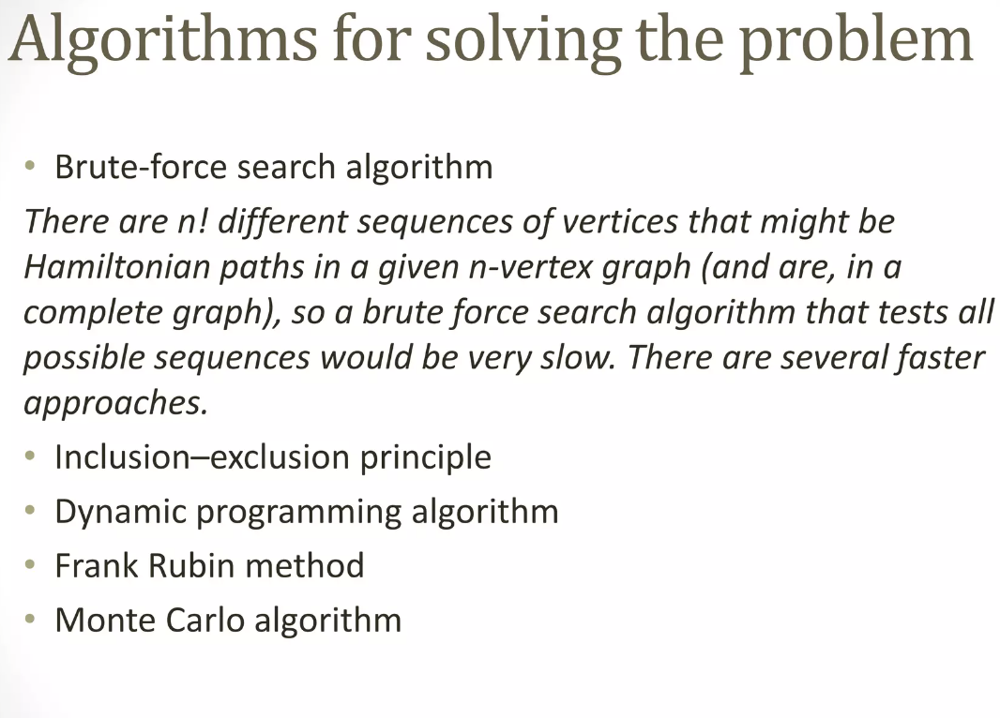 Algorithms for solving the problem
• Brute-force search algorithm
There are n! different sequences of vertices that might be
Hamiltonian paths in a given n-vertex graph (and are, in a
complete graph), so a brute force search algorithm that tests all
possible sequences would be very slow. There are several faster
approaches.
• Inclusion–exclusion principle
• Dynamic programming algorithm
• Frank Rubin method
• Monte Carlo algorithm